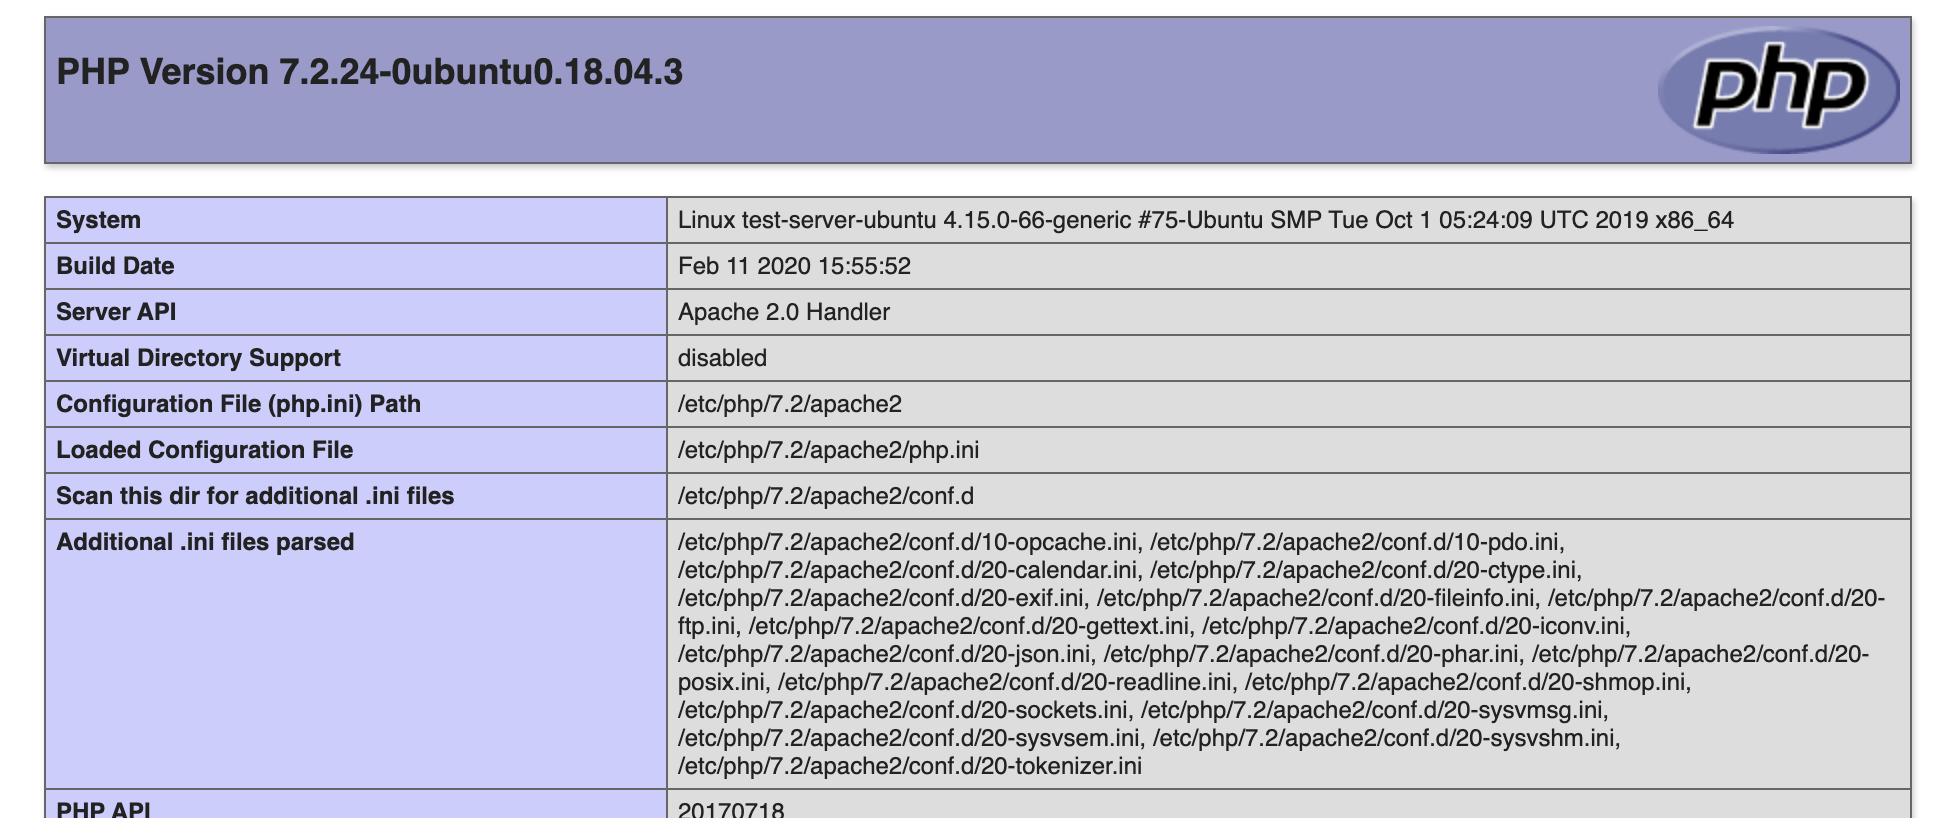 PHP Version 7.2.24-0ubuntu0.18.04.3
php
System
Linux test-server-ubuntu 4.15.0-66-generic #75-Ubuntu SMP Tue Oct 1 05:24:09 UTC 2019 x86_64
Build Date
Feb 11 2020 15:55:52
Server API
Apache 2.0 Handler
Virtual Directory Support
disabled
Configuration File (php.ini) Path
/etc/php/7.2/apache2
Loaded Configuration File
/etc/php/7.2/apache2/php.ini
Scan this dir for additional .ini files
/etc/php/7.2/apache2/conf.d
Additional .ini files parsed
/etc/php/7.2/apache2/conf.d/10-opcache.ini, /etc/php/7.2/apache2/conf.d/10-pdo.ini,
/etc/php/7.2/apache2/conf.d/20-calendar.ini, /etc/php/7.2/apache2/conf.d/20-ctype.ini,
/etc/php/7.2/apache2/conf.d/20-exif.ini, /etc/php/7.2/apache2/conf.d/20-fileinfo.ini, /etc/php/7.2/apache2/conf.d/20-
ftp.ini, /etc/php/7.2/apache2/conf.d/20-gettext.ini, /etc/php/7.2/apache2/conf.d/20-iconv.ini,
/etc/php/7.2/apache2/conf.d/20-json.ini, /etc/php/7.2/apache2/conf.d/20-phar.ini, /etc/php/7.2/apache2/conf.d/20-
posix.ini, /etc/php/7.2/apache2/conf.d/20-readline.ini, /etc/php/7.2/apache2/conf.d/20-shmop.ini,
/etc/php/7.2/apache2/conf.d/20-sockets.ini, /etc/php/7.2/apache2/conf.d/20-sysvmsg.ini,
/etc/php/7.2/apache2/conf.d/20-sysvsem.ini, /etc/php/7.2/apache2/conf.d/20-sysvshm.ini,
/etc/php/7.2/apache2/conf.d/20-tokenizer.ini
PHP API
20170718